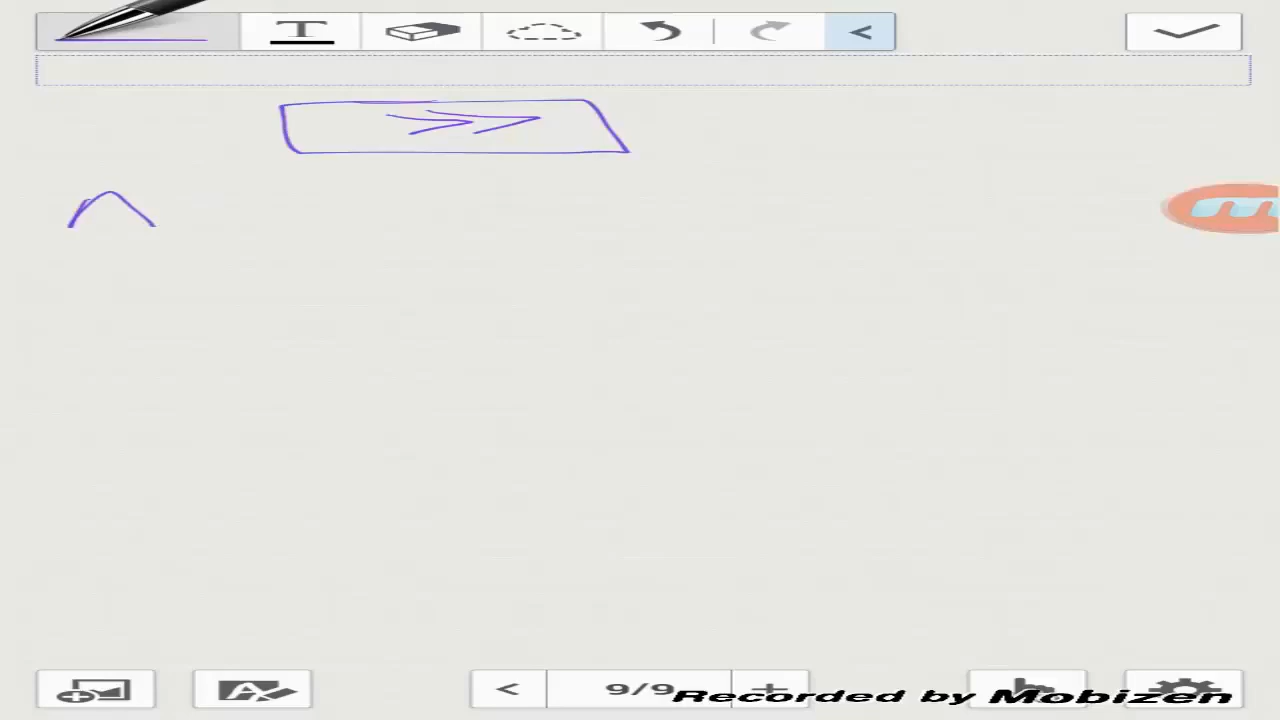 T
<
>>
^
< 9/9 +
Recorded by Mobizen